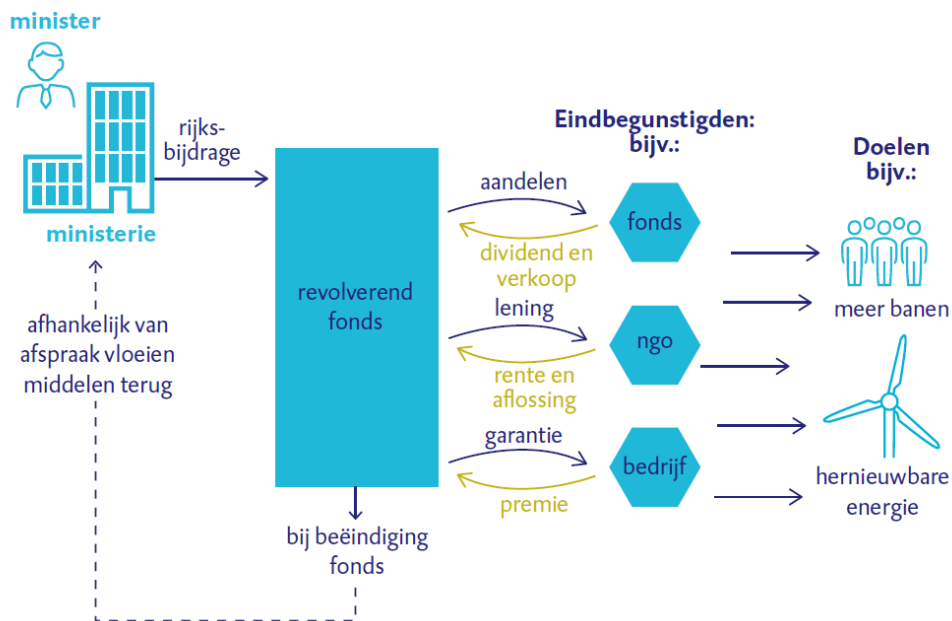 minister
rijks-
bijdrage
ministerie
afhankelijk van
afspraak vloeien
middelen terug
revolverend
fonds
bij beëindiging
fonds
aandelen
dividend en
verkoop
lening
rente en
aflossing
garantie
premie
Eindbegunstigden:
bijv.:
fonds
ngo
bedrijf
Doelen
bijv.:
meer banen
hernieuwbare
energie